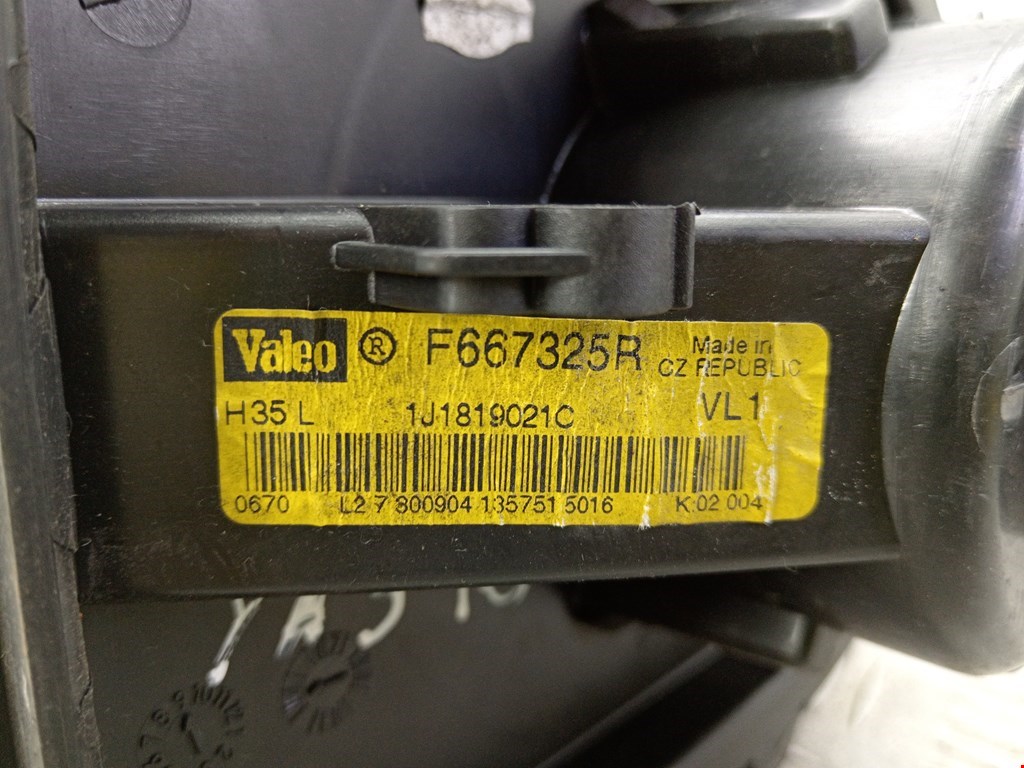 Valeo ® F667325R Made in
CZ REPUBLIC
H35 L 1J1819021C VL1
0670 L2 7 300904 135751 5016 K:02 004